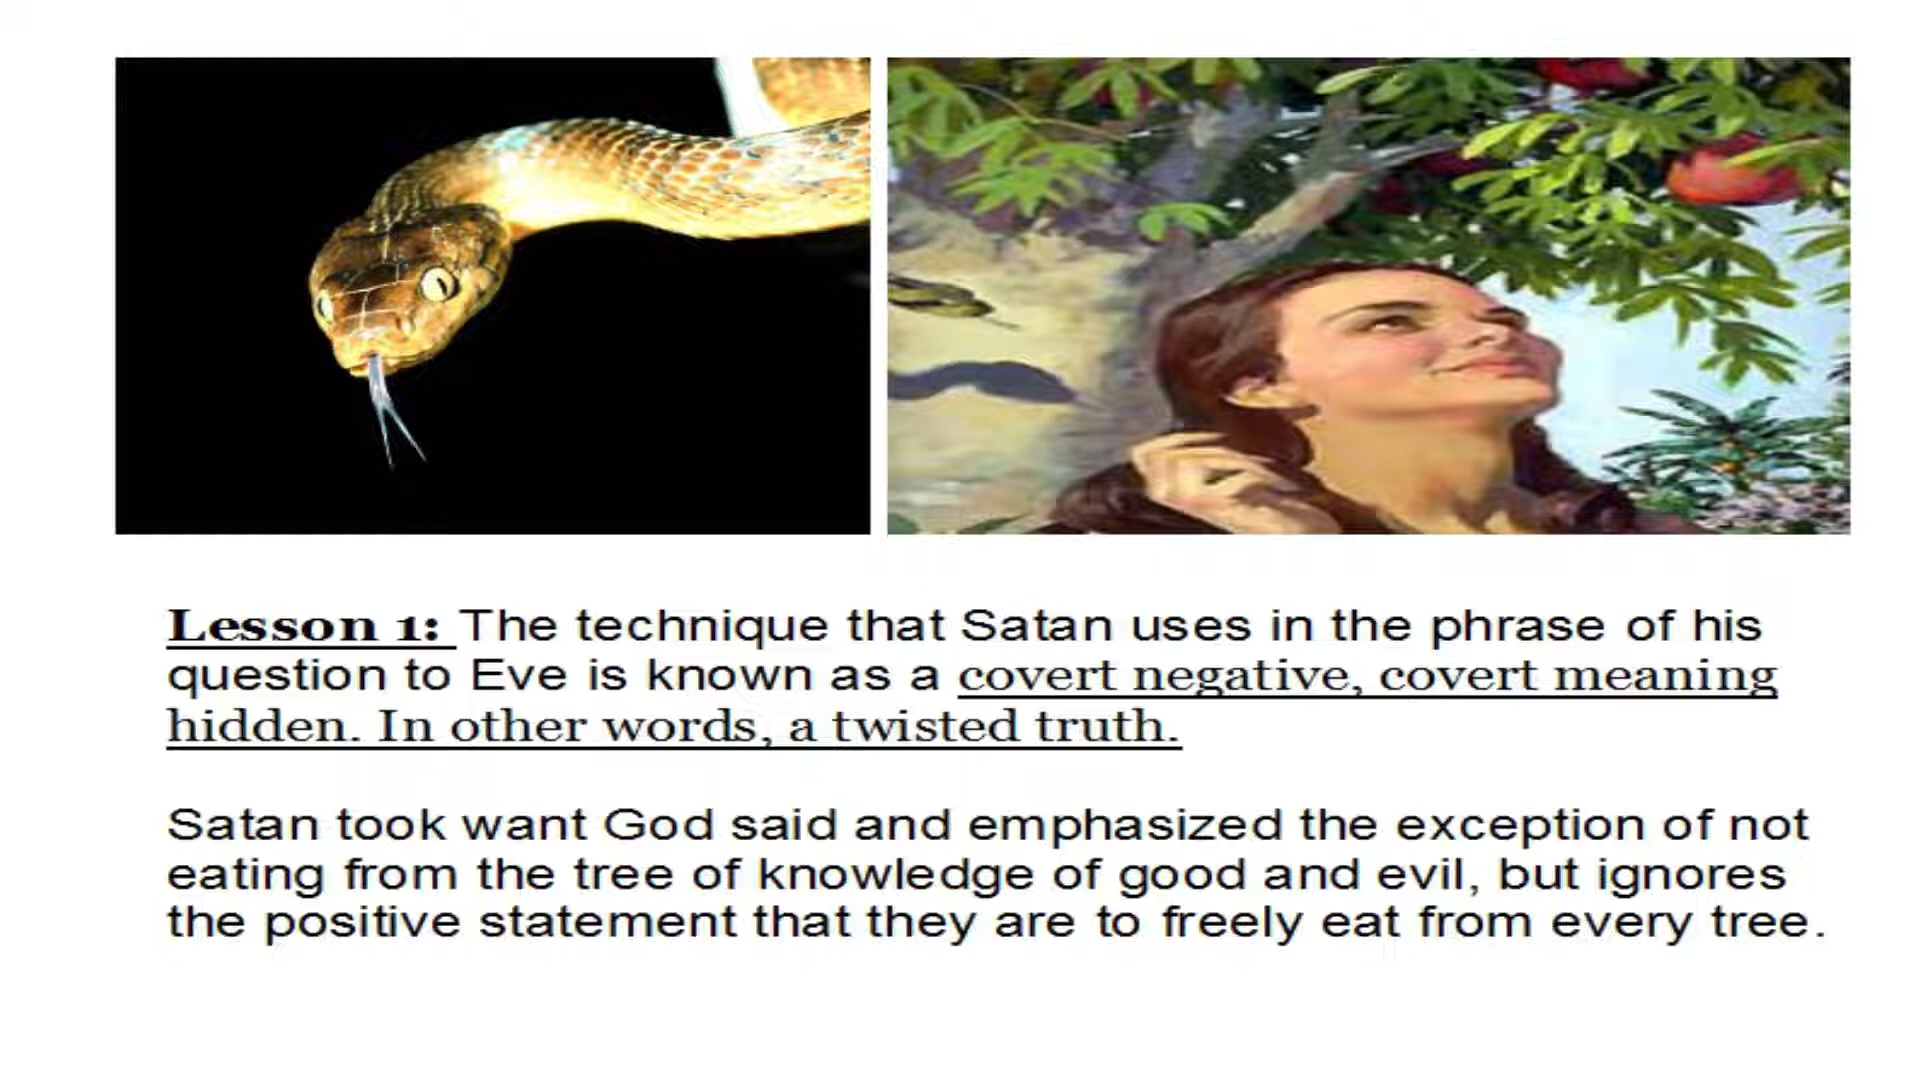 Lesson 1: The technique that Satan uses in the phrase of his
question to Eve is known as a covert negative, covert meaning
hidden. In other words, a twisted truth.
Satan took want God said and emphasized the exception of not
eating from the tree of knowledge of good and evil, but ignores
the positive statement that they are to freely eat from every tree.